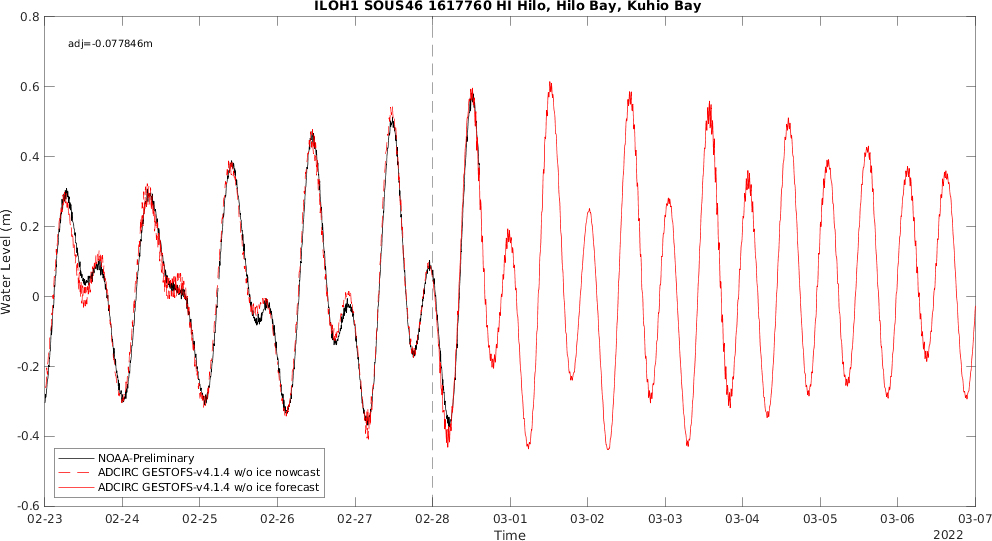 ILOH1 SOUS46 1617760 HI Hilo, Hilo Bay, Kuhio Bay
adj=-0.077846m
0.8
0.6
0.4
0.2
0
-0.2
-0.4
-0.6
Water Level (m)
NOAA-Preliminary
ADCIRC GESTOFS-v4.1.4 w/o ice nowcast
ADCIRC GESTOFS-v4.1.4 w/o ice forecast
02-23 02-24 02-25 02-26 02-27 02-28 03-01 03-02 03-03 03-04 03-05 03-06 03-07
Time
2022